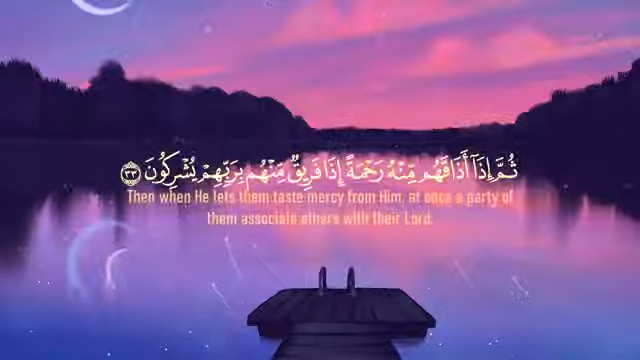 ثُمَّ إِذَآ أَذَاقَهُم مِّنْهُ رَحْمَةً إِذَا فَرِيقٌ مِّنْهُم بِرَبِّهِمْ يُشْرِكُونَ ٣٣
Then when He lets them taste mercy from Him, at once a party of
them associate others with their Lord.